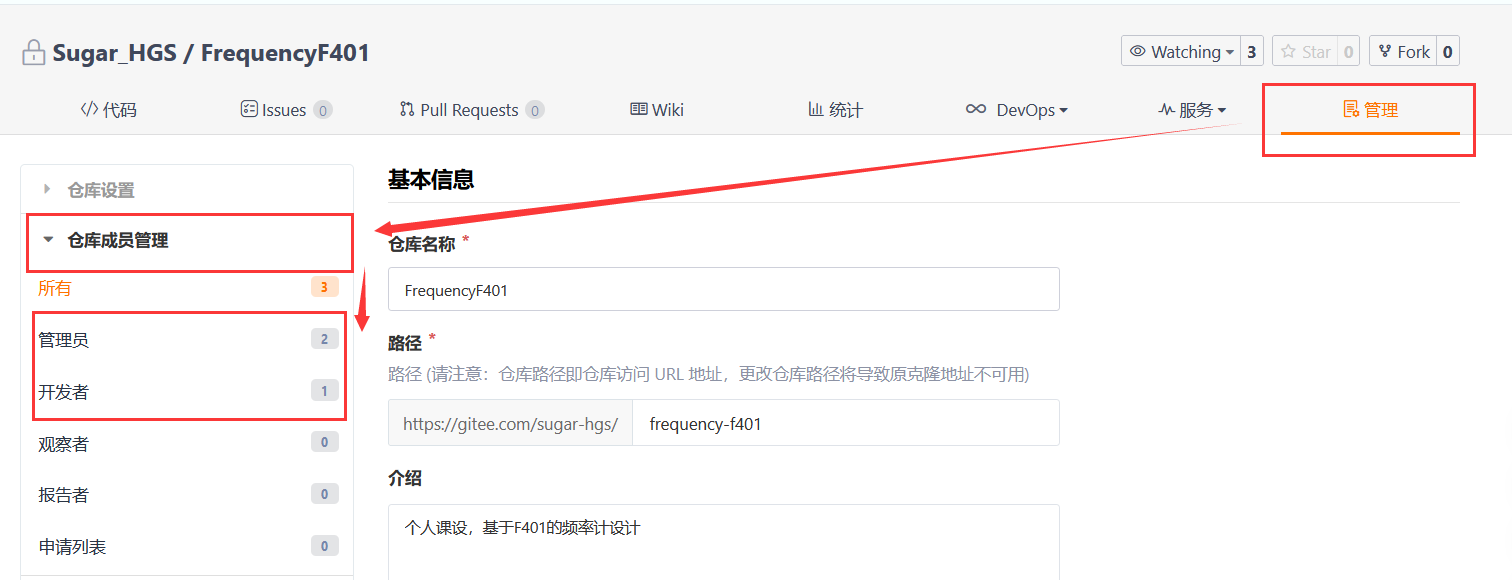 Sugar_HGS / FrequencyF401
Watching 3 Star 0 Fork 0
代码 Issues 0 Pull Requests 0 Wiki 统计 DevOps 服务 管理
仓库设置
仓库成员管理
所有 3
管理员 2
开发者 1
观察者 0
报告者 0
申请列表 0
基本信息
仓库名称 *
FrequencyF401
路径 *
路径 (请注意：仓库路径即仓库访问 URL 地址，更改仓库路径将导致原克隆地址不可用)
https://gitee.com/sugar-hgs/ frequency-f401
介绍
个人课设，基于F401的频率计设计